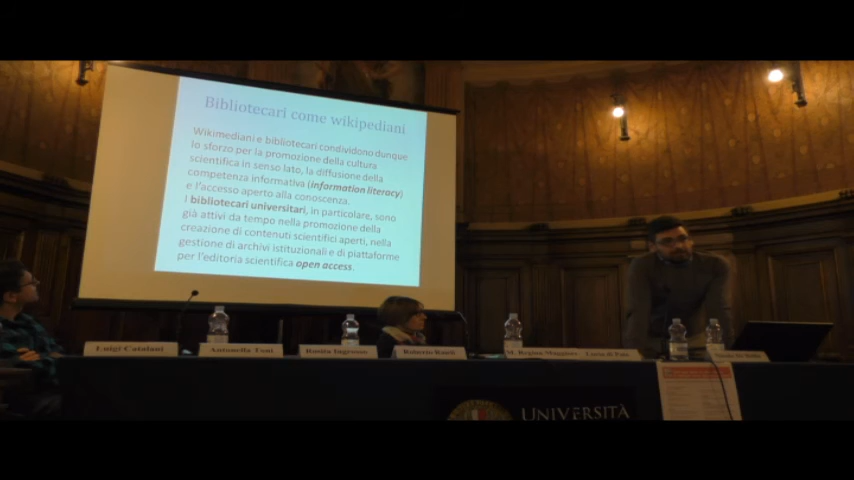 Bibliotecari come wikipediani
Wikimediani e bibliotecari condividono dunque
lo sforzo per la promozione della cultura
scientifica in senso lato, la diffusione della
competenza informativa (information literacy)
e l'accesso aperto alla conoscenza.
I bibliotecari universitari, in particolare, sono
già attivi da tempo nella promozione della
creazione di contenuti scientifici aperti, nella
gestione di archivi istituzionali e di piattaforme
per l'editoria scientifica open access.
Luigi Catalani
Antonella Toni
Roberto Raieli
UNIVERSITÀ